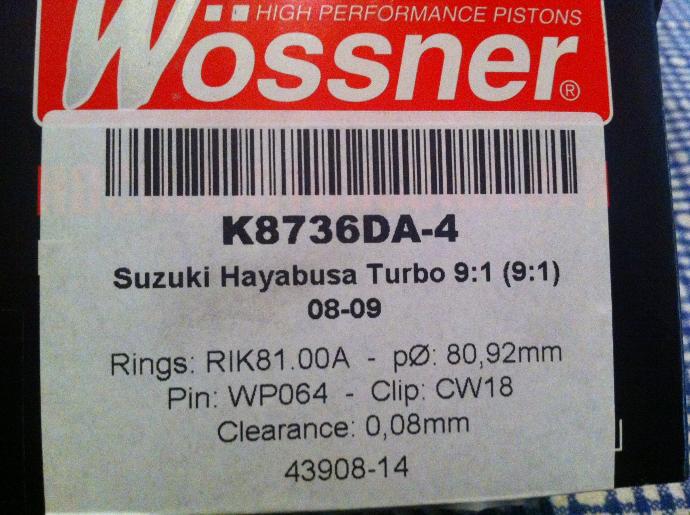 HIGH PERFORMANCE PISTONS
Wössner®
K8736DA-4
Suzuki Hayabusa Turbo 9:1 (9:1)
08-09
Rings: RIK81.00A - pØ: 80,92mm
Pin: WP064 - Clip: CW18
Clearance: 0,08mm
43908-14